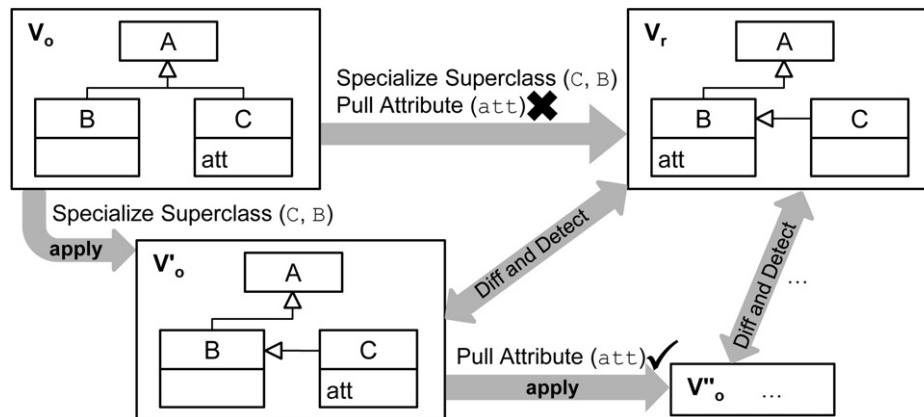 Vo
A
B
C
att
Specialize Superclass (C, B)
Pull Attribute (att)
Vr
A
B
C
att
Specialize Superclass (C, B)
apply
V'o
A
B
C
att
Diff and Detect
Diff and Detect
...
Pull Attribute (att)
apply
V"o ...